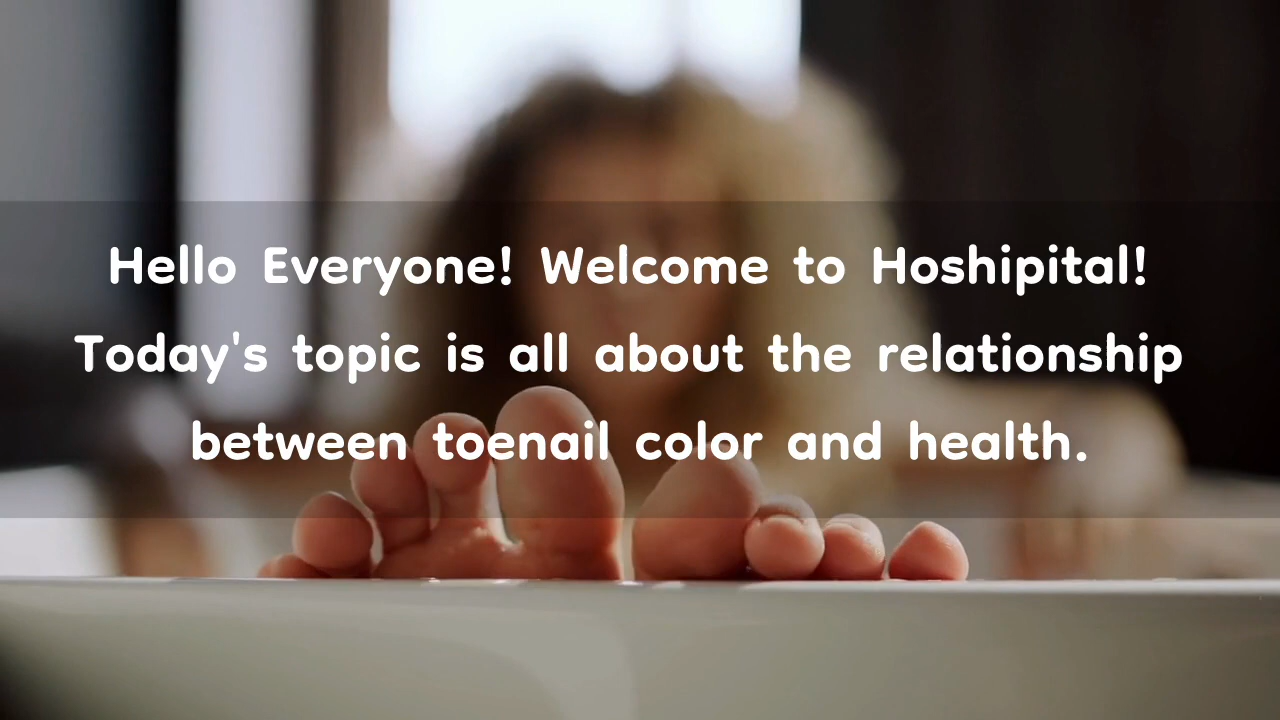 Hello Everyone! Welcome to Hoshipital!
Today's topic is all about the relationship
between toenail color and health.